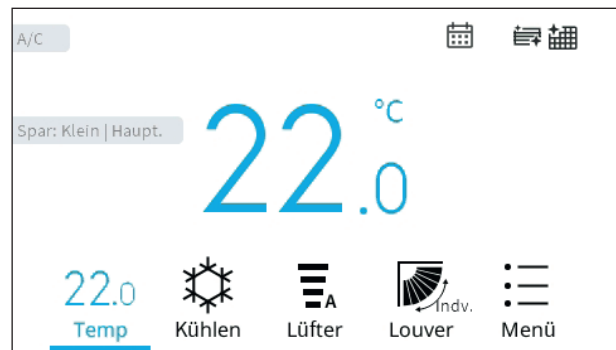 A/C
°C
Spar: Klein | Haupt.
22.0
22.0 A Indv.
Temp Kühlen Lüfter Louver Menü